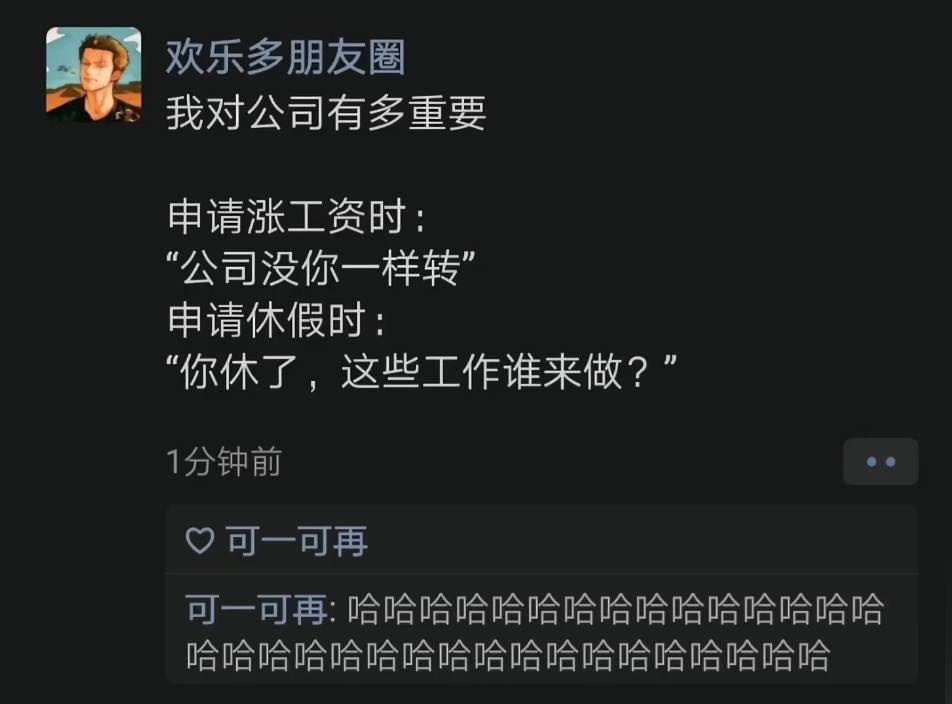 欢乐多朋友圈
我对公司有多重要
申请涨工资时：
“公司没你一样转”
申请休假时：
“你休了，这些工作谁来做？”
1分钟前
可一可再
可一可再: 哈哈哈哈哈哈哈哈哈哈哈哈哈哈哈
哈哈哈哈哈哈哈哈哈哈哈哈哈哈哈哈哈哈